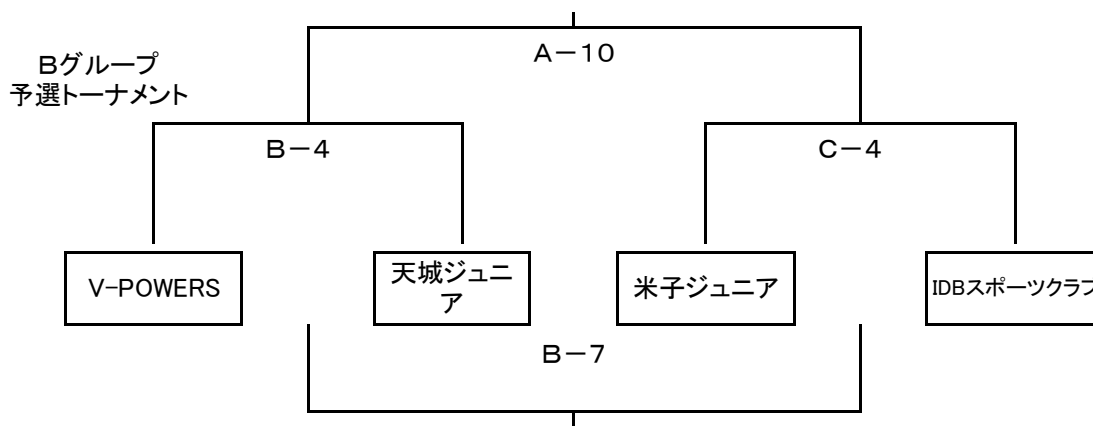 A－10
Bグループ
予選トーナメント
B－4
C－4
V-POWERS
天城ジュニ
ア
米子ジュニア
IDBスポーツクラブ
B－7